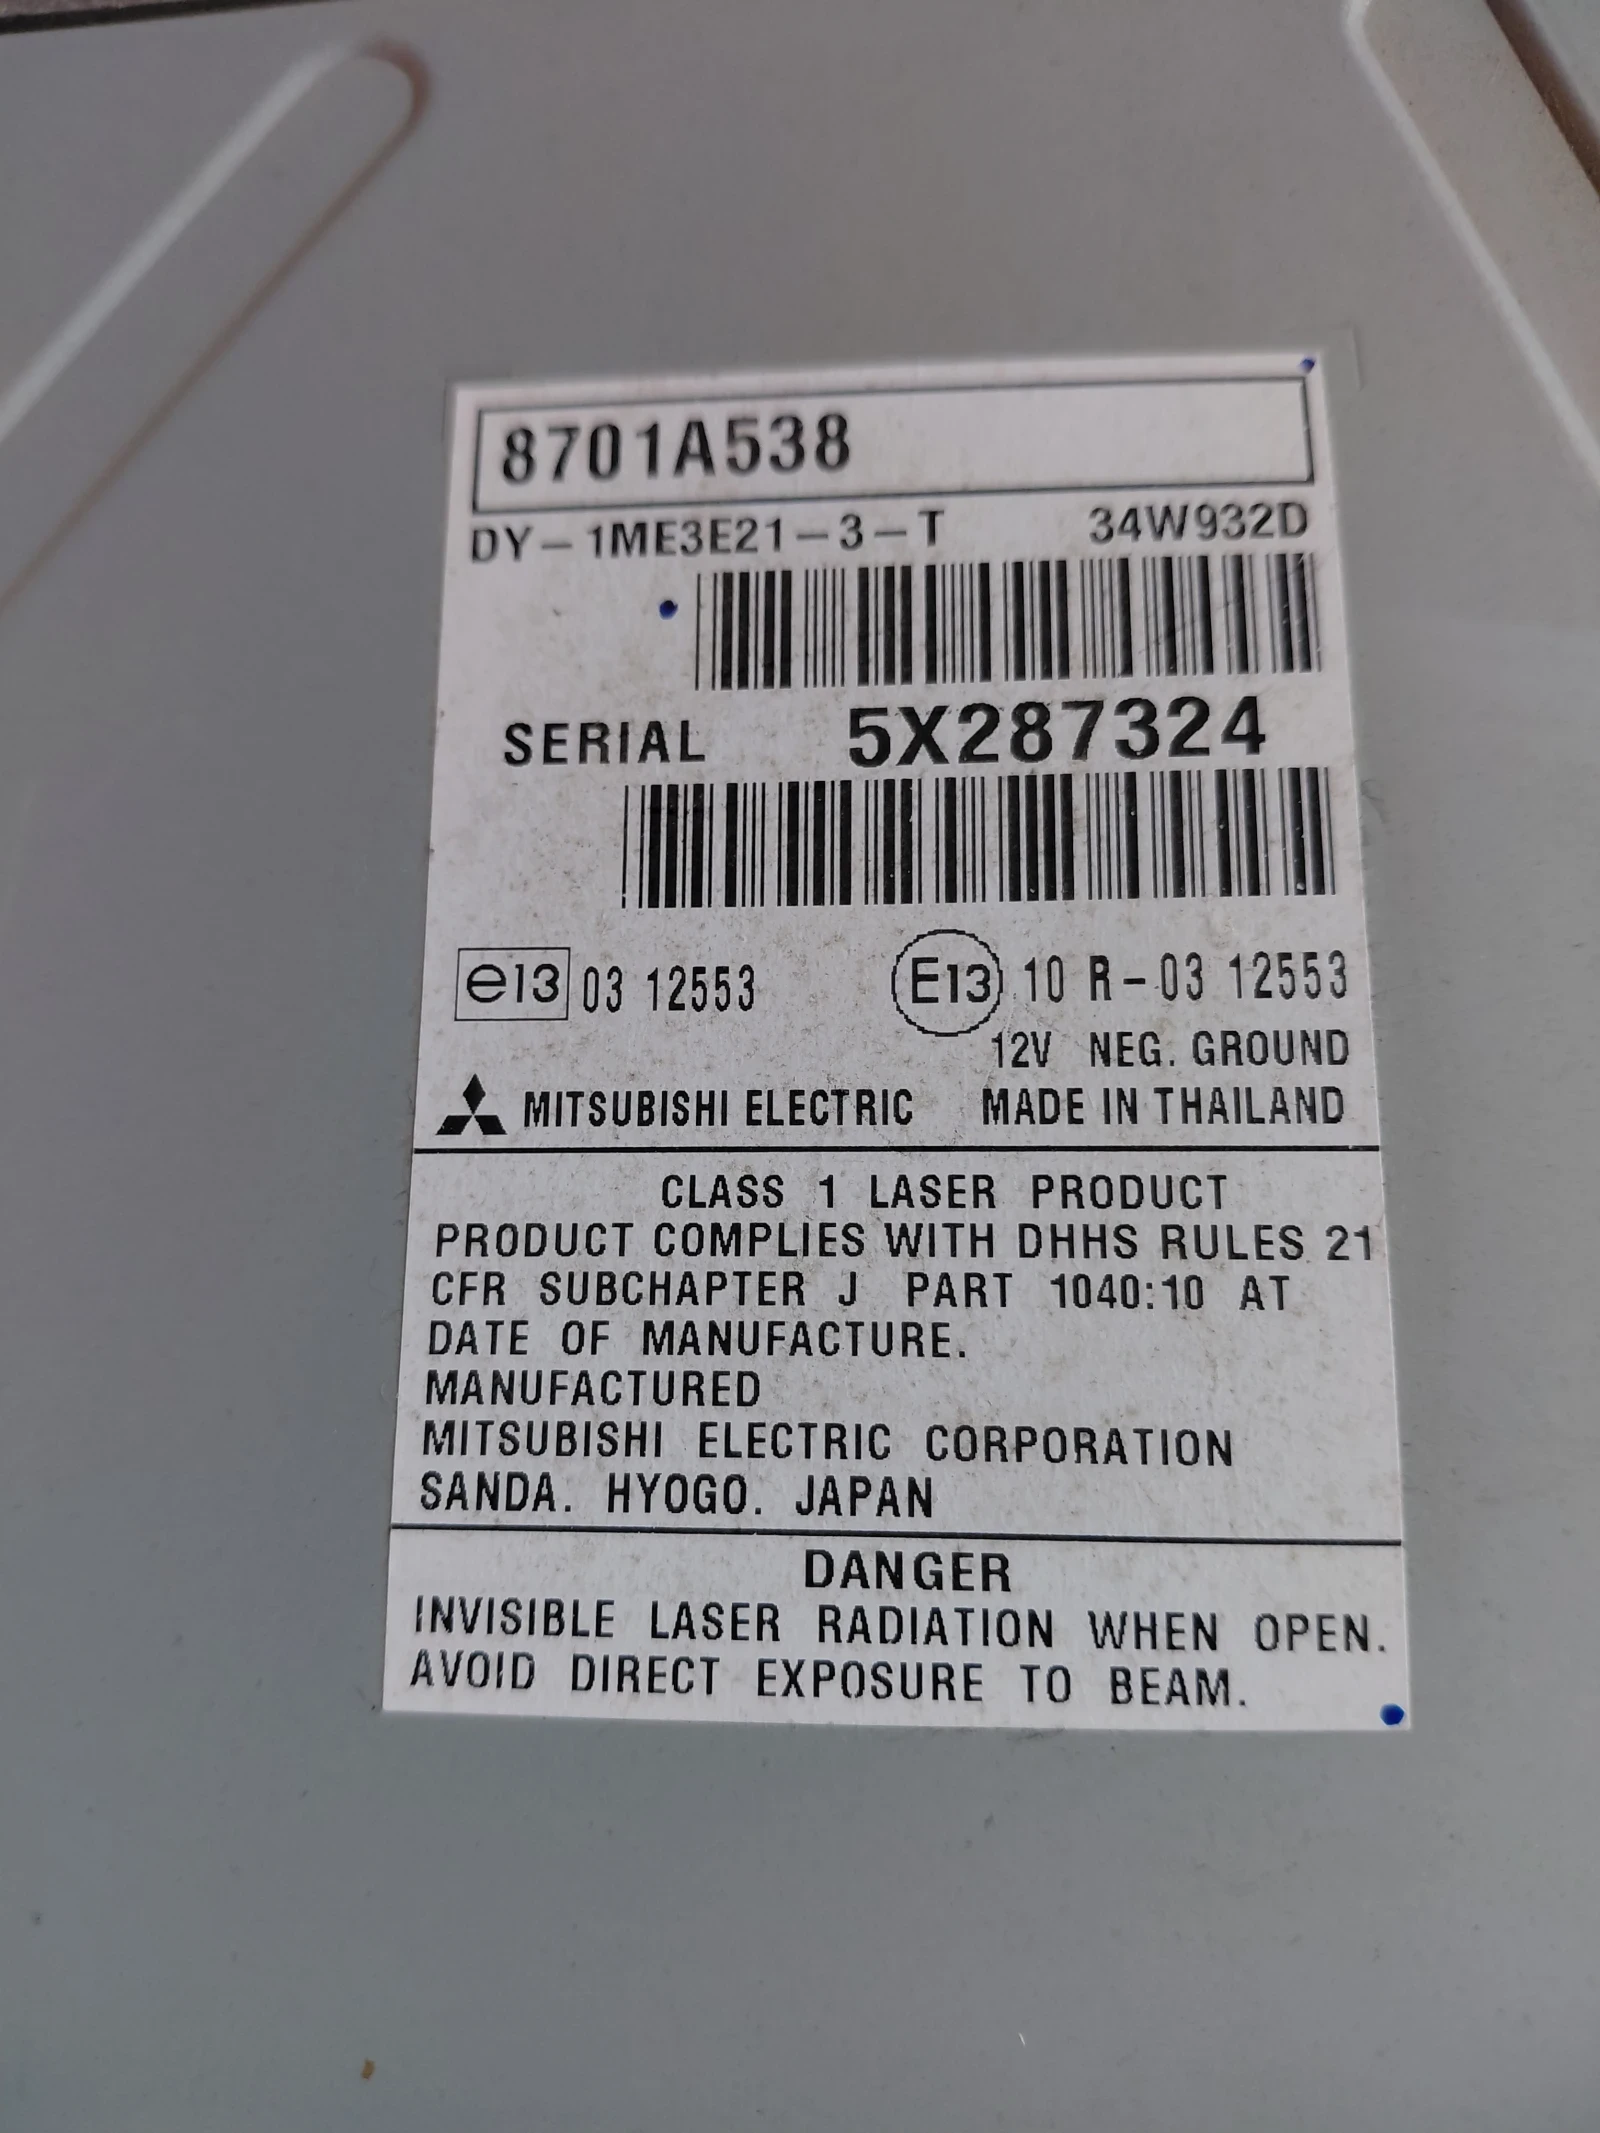 8701A538
DY-1ME3E21-3-T 34W932D
SERIAL 5X287324
e13 03 12553 E13 10 R-03 12553
12V NEG. GROUND
MITSUBISHI ELECTRIC MADE IN THAILAND
CLASS 1 LASER PRODUCT
PRODUCT COMPLIES WITH DHHS RULES 21
CFR SUBCHAPTER J PART 1040:10 AT
DATE OF MANUFACTURE.
MANUFACTURED
MITSUBISHI ELECTRIC CORPORATION
SANDA. HYOGO. JAPAN
DANGER
INVISIBLE LASER RADIATION WHEN OPEN.
AVOID DIRECT EXPOSURE TO BEAM.